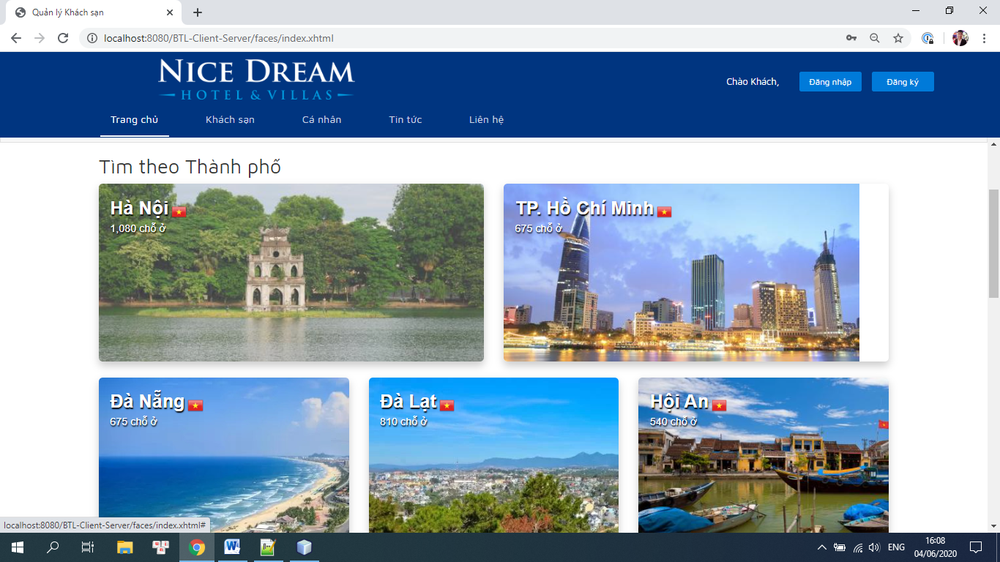 Quản lý Khách sạn
localhost:8080/BTL-Client-Server/faces/index.xhtml
NICE DREAM
HOTEL & VILLAS
Chào Khách,
Đăng nhập
Đăng ký
Trang chủ
Khách sạn
Cá nhân
Tin tức
Liên hệ
Tìm theo Thành phố
Hà Nội
1,080 chỗ ở
TP. Hồ Chí Minh
675 chỗ ở
Đà Nẵng
675 chỗ ở
Đà Lạt
810 chỗ ở
Hội An
540 chỗ ở
localhost:8080/BTL-Client-Server/faces/index.xhtml#
ENG
16:08
04/06/2020